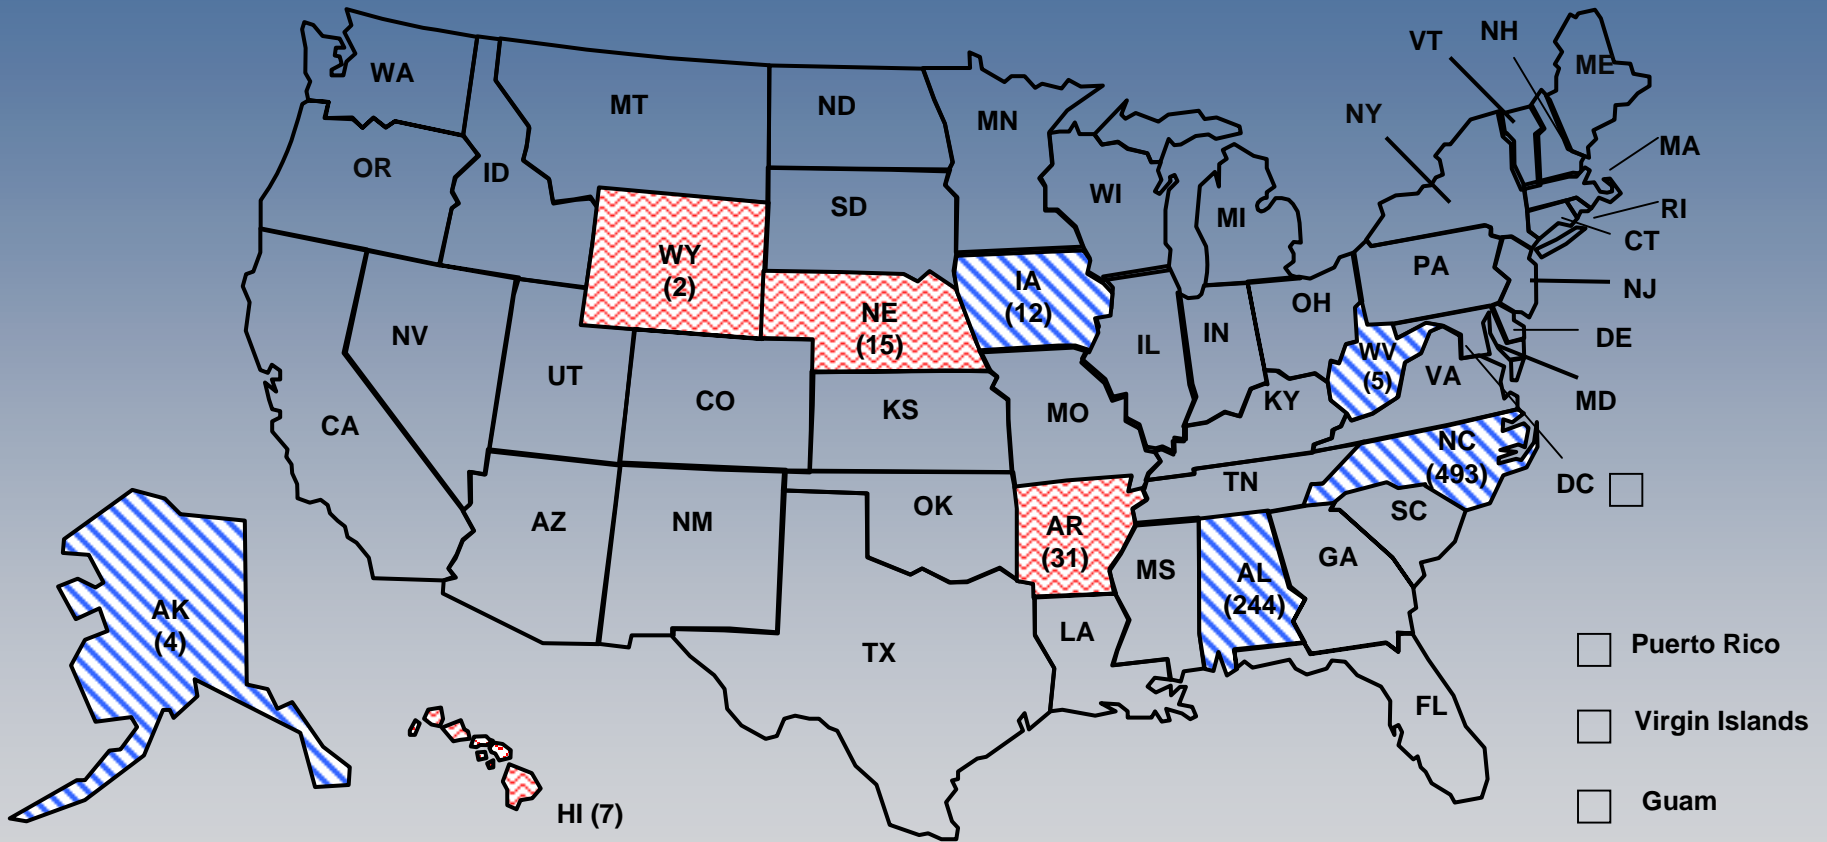 WA
MT
ND
MN
VT
NH
ME
NY
MA
OR
ID
SD
WI
MI
RI
CT
WY
(2)
NE
(15)
IA
(12)
PA
NJ
OH
DE
NV
UT
CO
KS
MO
IL
IN
KY
WV
(5)
VA
MD
CA
AZ
NM
OK
AR
(31)
TN
NC
(493)
DC
SC
MS
AL
(244)
GA
AK
(4)
TX
LA
FL
HI (7)
Puerto Rico
Virgin Islands
Guam